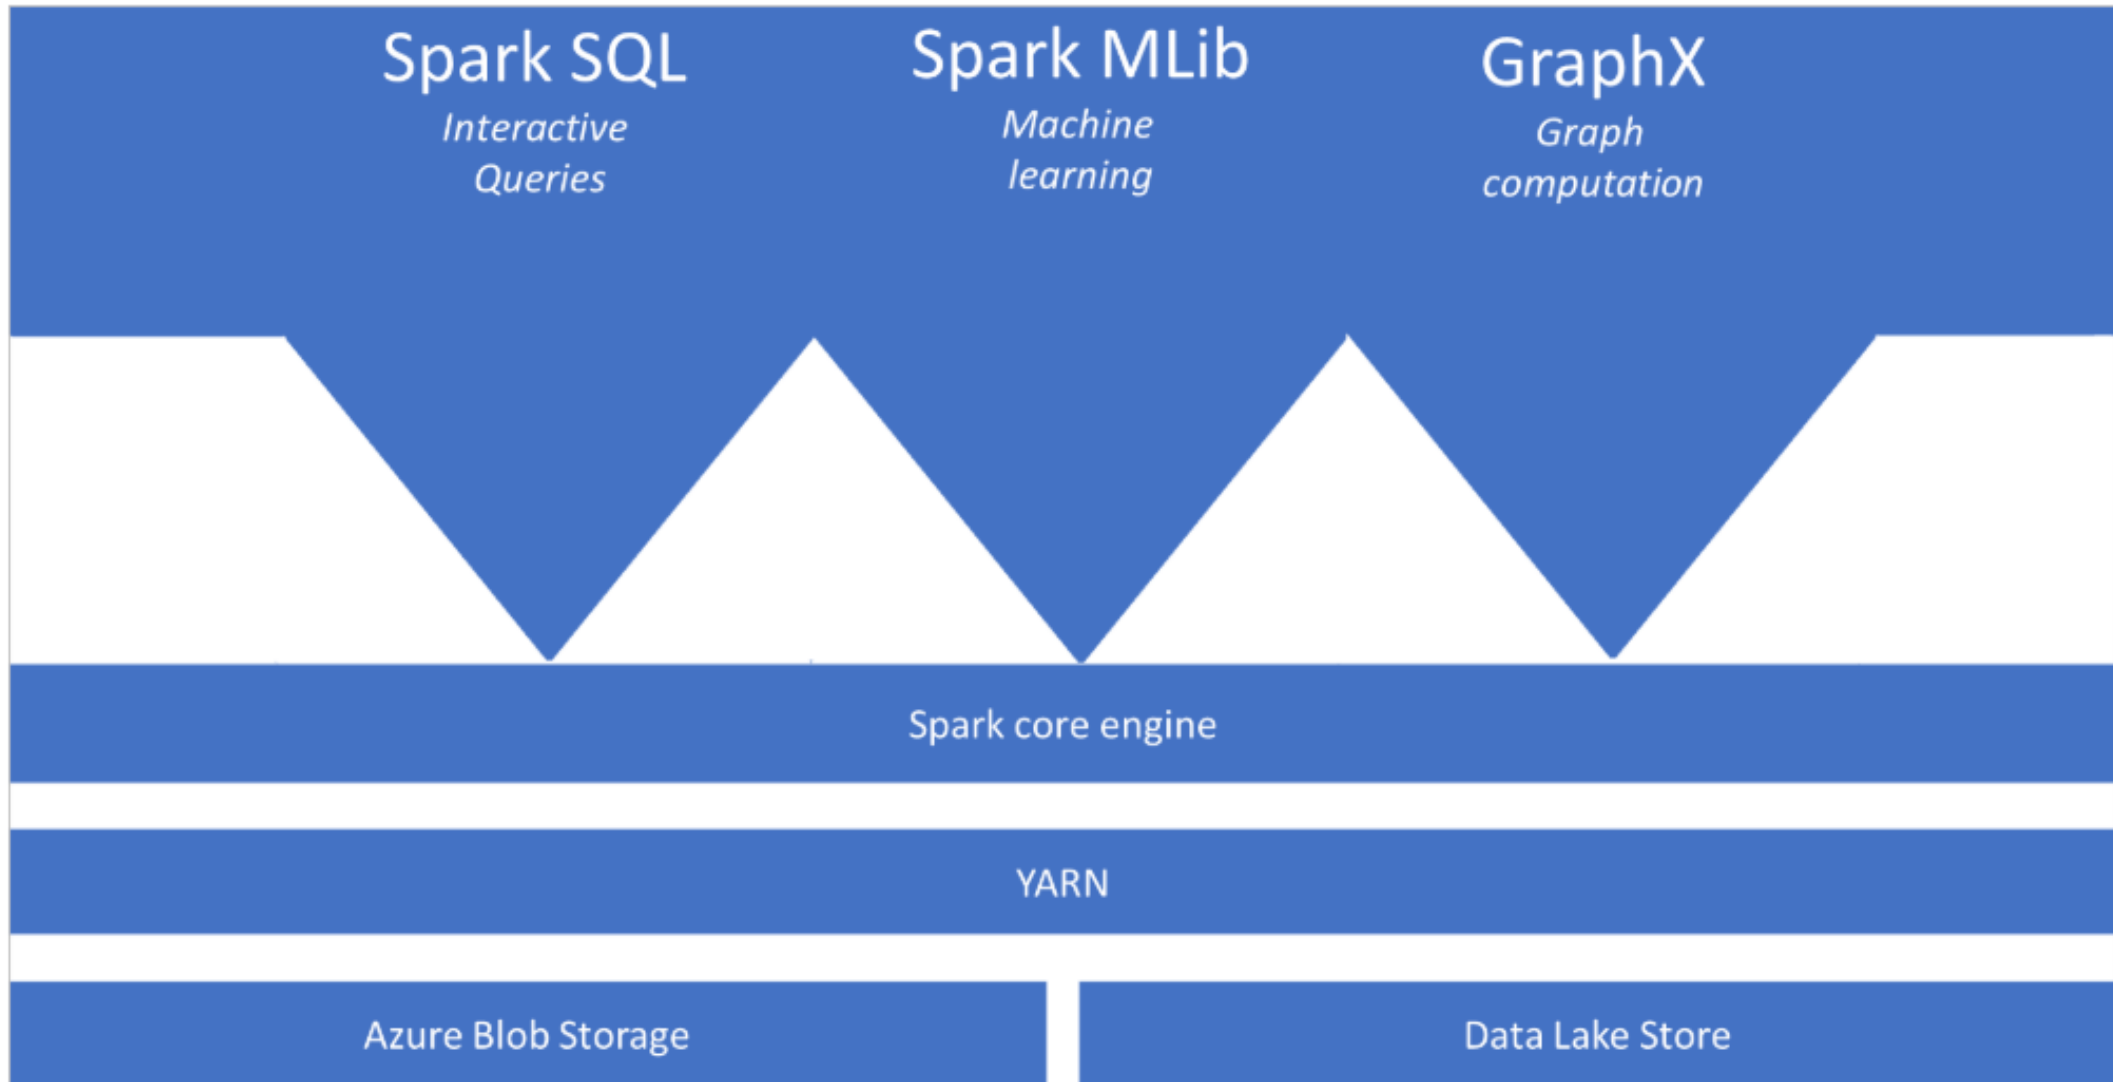 Spark SQL
Interactive
Queries
Spark MLib
Machine
learning
GraphX
Graph
computation
Spark core engine
YARN
Azure Blob Storage
Data Lake Store